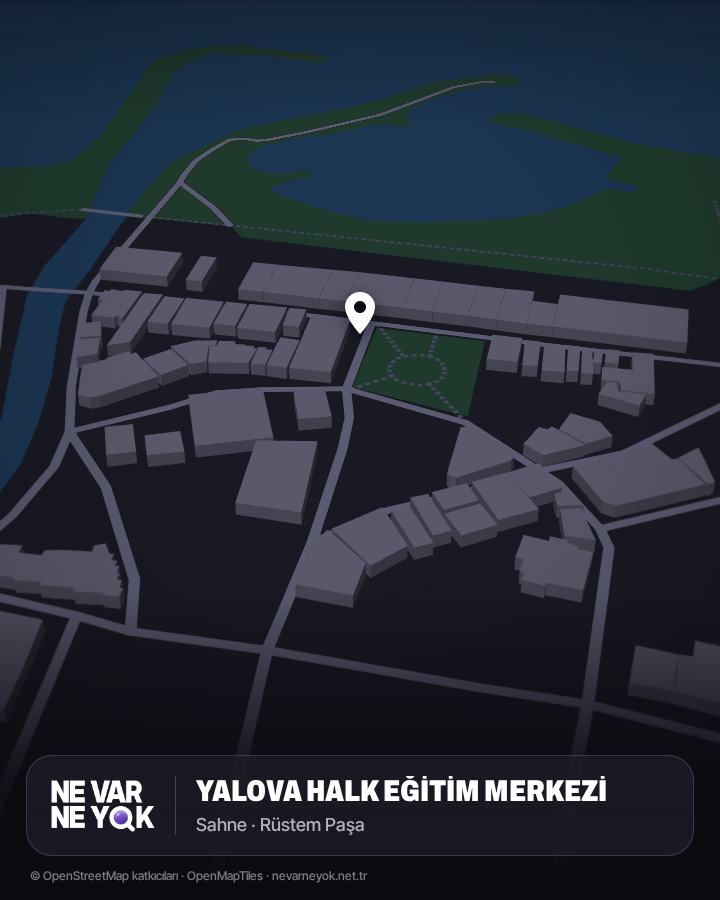 NE VAR
NE YOK
YALOVA HALK EĞİTİM MERKEZİ
Sahne · Rüstem Paşa
© OpenStreetMap katkıcıları · OpenMapTiles · nevarneyok.net.tr